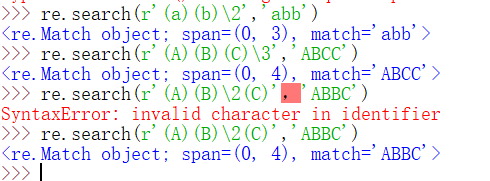 >>> re.search(r'(a)(b)\2','abb')
<re.Match object; span=(0, 3), match='abb'>
>>> re.search(r'(A)(B)(C)\3','ABCC')
<re.Match object; span=(0, 4), match='ABCC'>
>>> re.search(r'(A)(B)\2(C)'，'ABBC')
SyntaxError: invalid character in identifier
>>> re.search(r'(A)(B)\2(C)','ABBC')
<re.Match object; span=(0, 4), match='ABBC'>
>>>